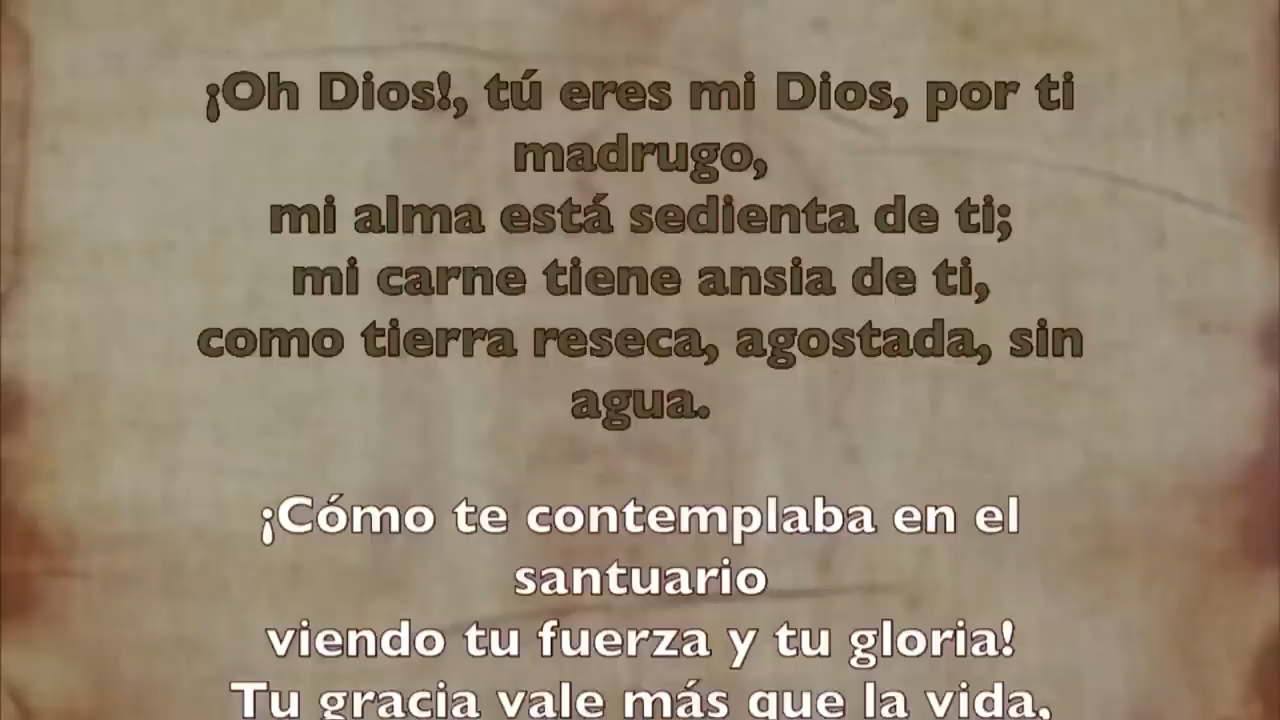 ¡Oh Dios!, tú eres mi Dios, por ti
madrugo,
mi alma está sedienta de ti;
mi carne tiene ansia de ti,
como tierra reseca, agostada, sin
agua.
¡Cómo te contemplaba en el
santuario
viendo tu fuerza y tu gloria!
Tu gracia vale más que la vida,